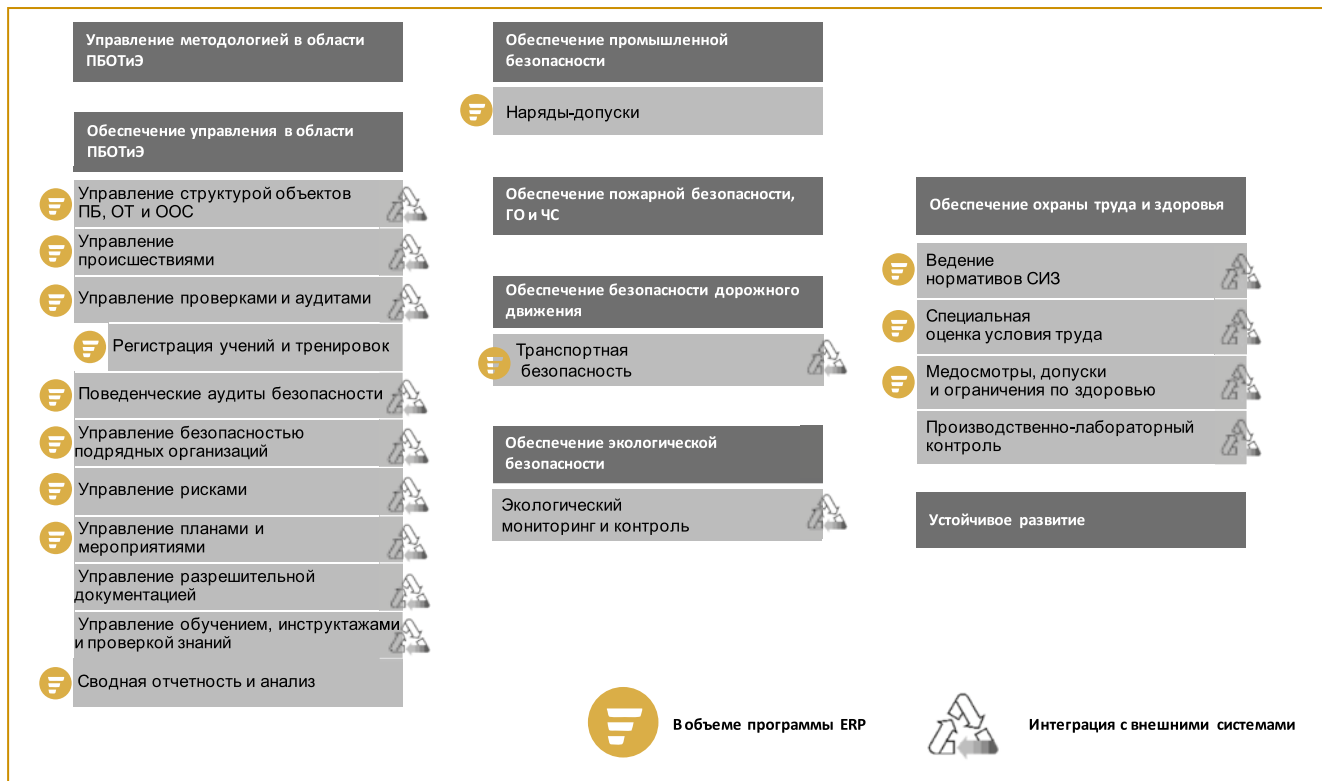 Управление методологией в области
ПБОТиЭ
Обеспечение управления в области
ПБОТиЭ
Управление структурой объектов
ПБ, ОТ и ООС
Управление
происшествиями
Управление проверками и аудитами
Регистрация учений и тренировок
Поведенческие аудиты безопасности
Управление безопасностью
подрядных организаций
Управление рисками
Управление планами и
мероприятиями
Управление разрешительной
документацией
Управление обучением, инструктажами
и проверкой знаний
Сводная отчетность и анализ
Обеспечение промышленной
безопасности
Наряды-допуски
Обеспечение пожарной безопасности,
ГО и ЧС
Обеспечение безопасности дорожного
движения
Транспортная
безопасность
Обеспечение экологической
безопасности
Экологический
мониторинг и контроль
Обеспечение охраны труда и здоровья
Ведение
нормативов СИЗ
Специальная
оценка условия труда
Медосмотры, допуски
и ограничения по здоровью
Производственно-лабораторный
контроль
Устойчивое развитие
В объеме программы ERP
Интеграция с внешними системами